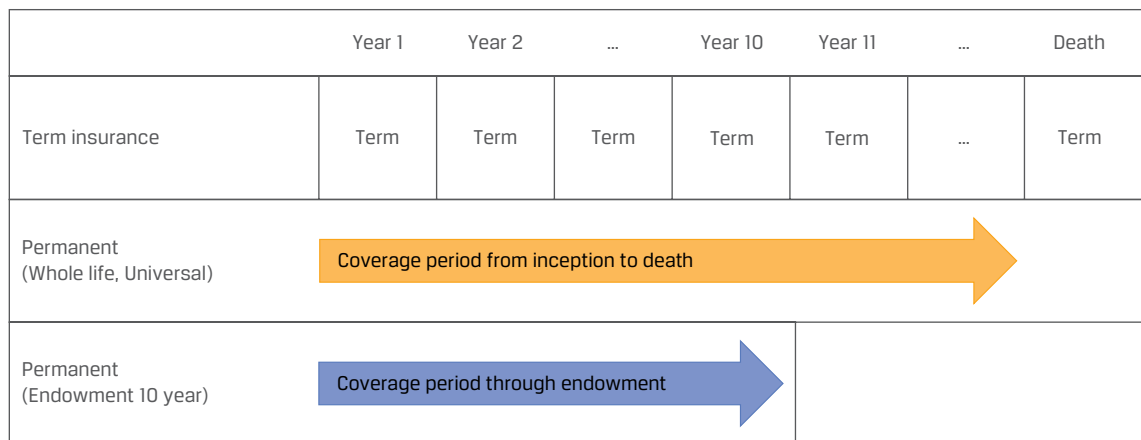 Year 1 Year 2 ... Year 10 Year 11 ... Death
Term insurance Term Term Term Term Term ... Term
Permanent
(Whole life, Universal)
Coverage period from inception to death
Permanent
(Endowment 10 year)
Coverage period through endowment